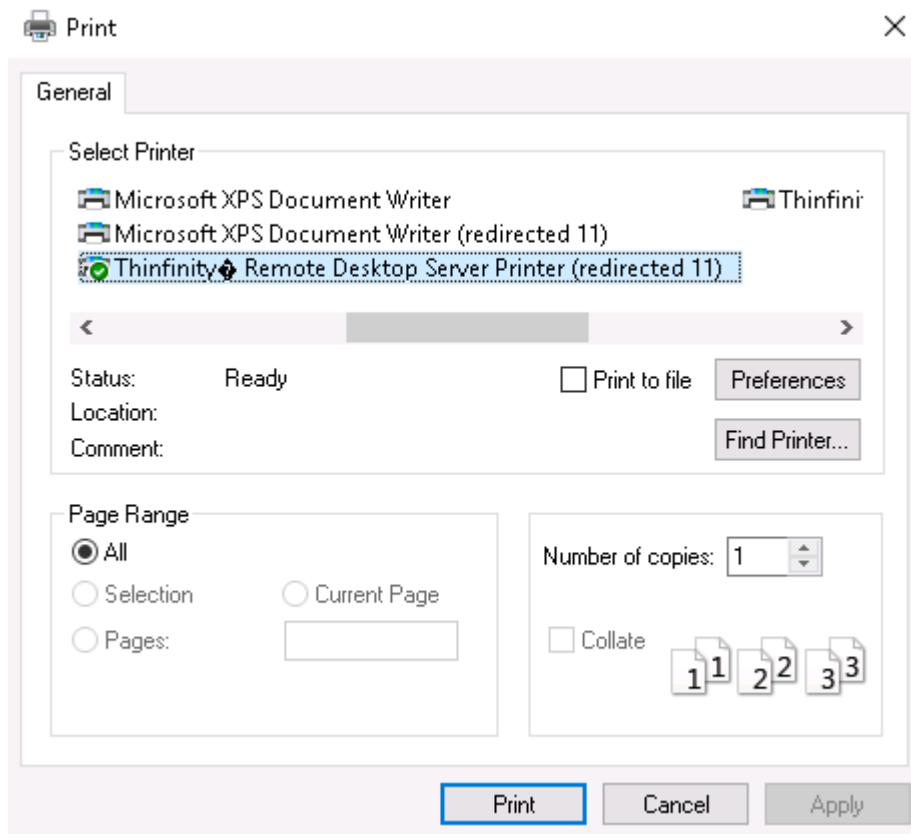 Print
General
Select Printer
Microsoft XPS Document Writer
Thinfini
Microsoft XPS Document Writer (redirected 11)
Thinfinity� Remote Desktop Server Printer (redirected 11)
Status: Ready
Print to file
Preferences
Location:
Comment:
Find Printer...
Page Range
All
Number of copies: 1
Selection
Current Page
Pages:
Collate
1 1 2 2 3 3
Print
Cancel
Apply